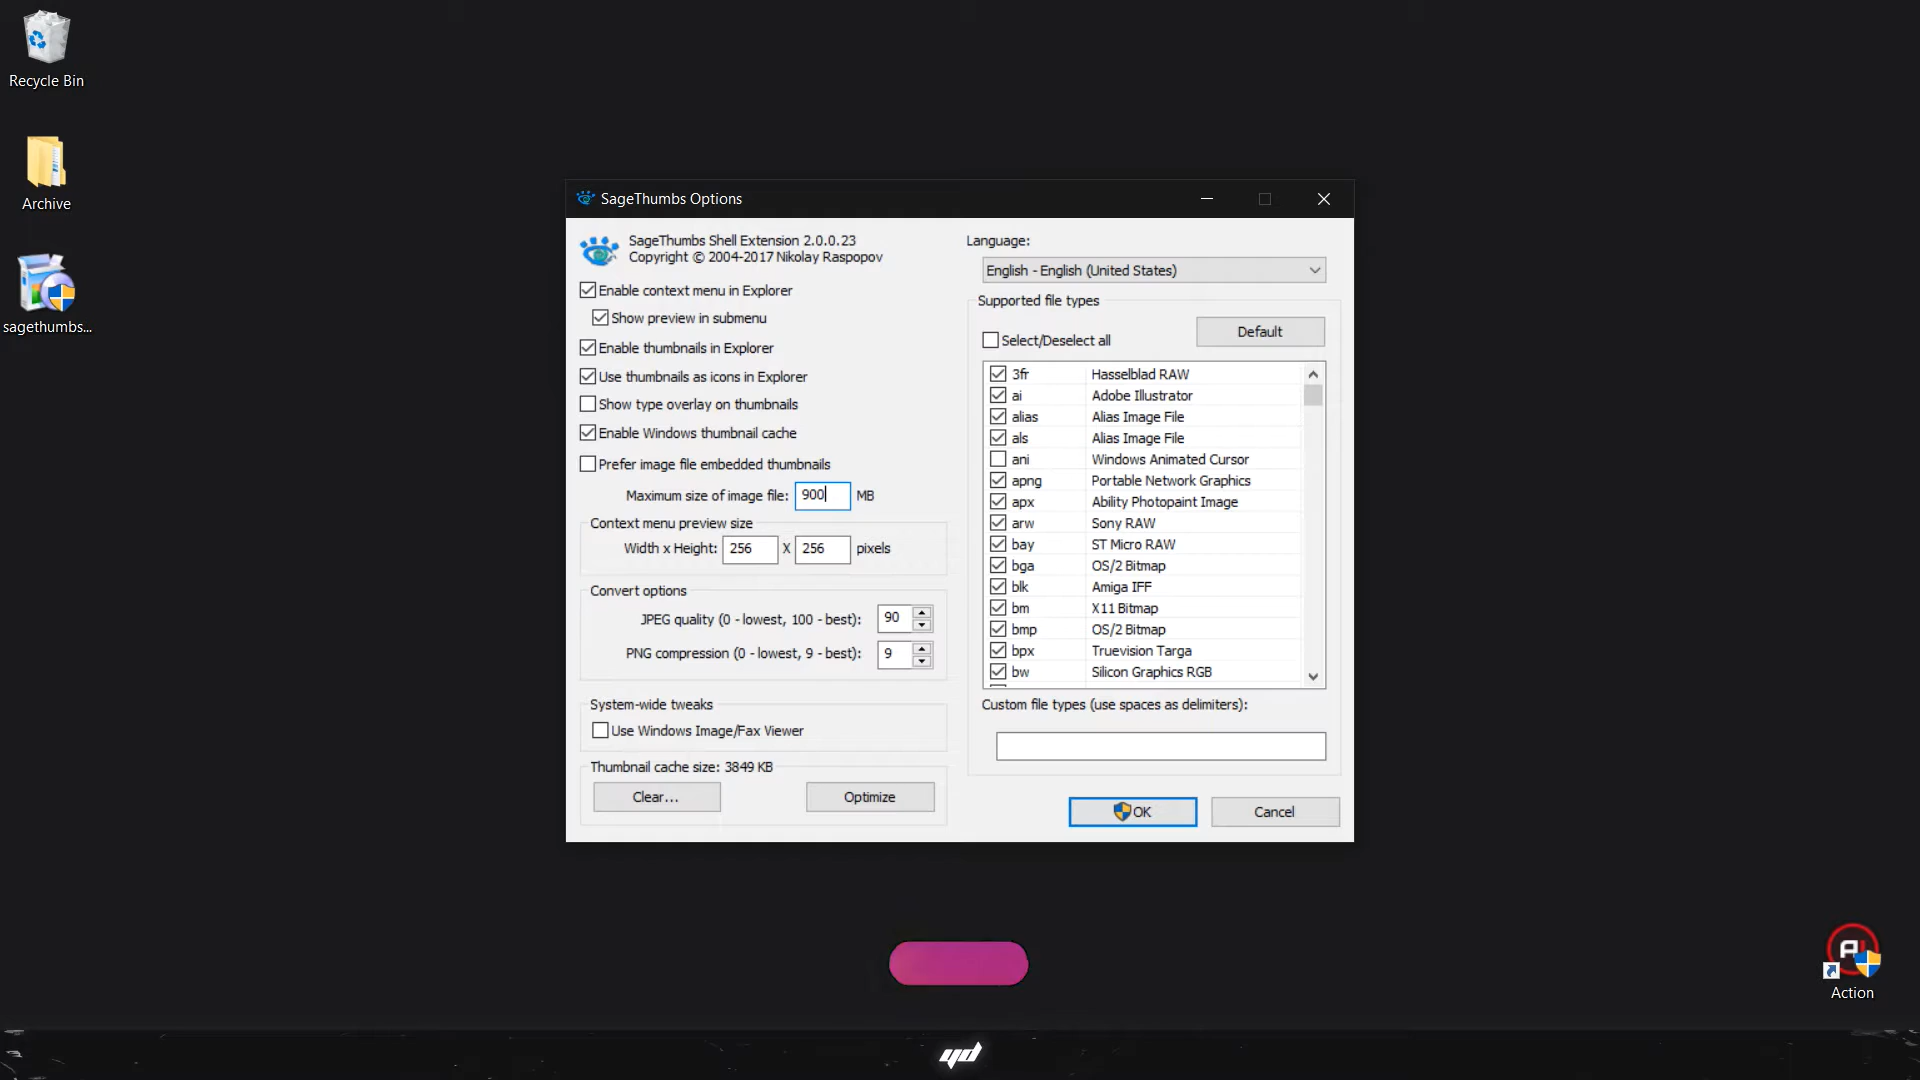 Recycle Bin
Archive
sagethumbs...
SageThumbs Options
SageThumbs Shell Extension 2.0.0.23
Copyright © 2004-2017 Nikolay Raspopov
Enable context menu in Explorer
Show preview in submenu
Enable thumbnails in Explorer
Use thumbnails as icons in Explorer
Show type overlay on thumbnails
Enable Windows thumbnail cache
Prefer image file embedded thumbnails
Maximum size of image file: 900 MB
Context menu preview size
Width x Height: 256 X 256 pixels
Convert options
JPEG quality (0 - lowest, 100 - best): 90
PNG compression (0 - lowest, 9 - best): 9
System-wide tweaks
Use Windows Image/Fax Viewer
Thumbnail cache size: 3849 KB
Clear...
Optimize
Language:
English - English (United States)
Supported file types
Select/Deselect all
Default
3fr Hasselblad RAW
ai Adobe Illustrator
alias Alias Image File
als Alias Image File
ani Windows Animated Cursor
apng Portable Network Graphics
apx Ability Photopaint Image
arw Sony RAW
bay ST Micro RAW
bga OS/2 Bitmap
blk Amiga IFF
bm X11 Bitmap
bmp OS/2 Bitmap
bpx Truevision Targa
bw Silicon Graphics RGB
Custom file types (use spaces as delimiters):
OK
Cancel
Action